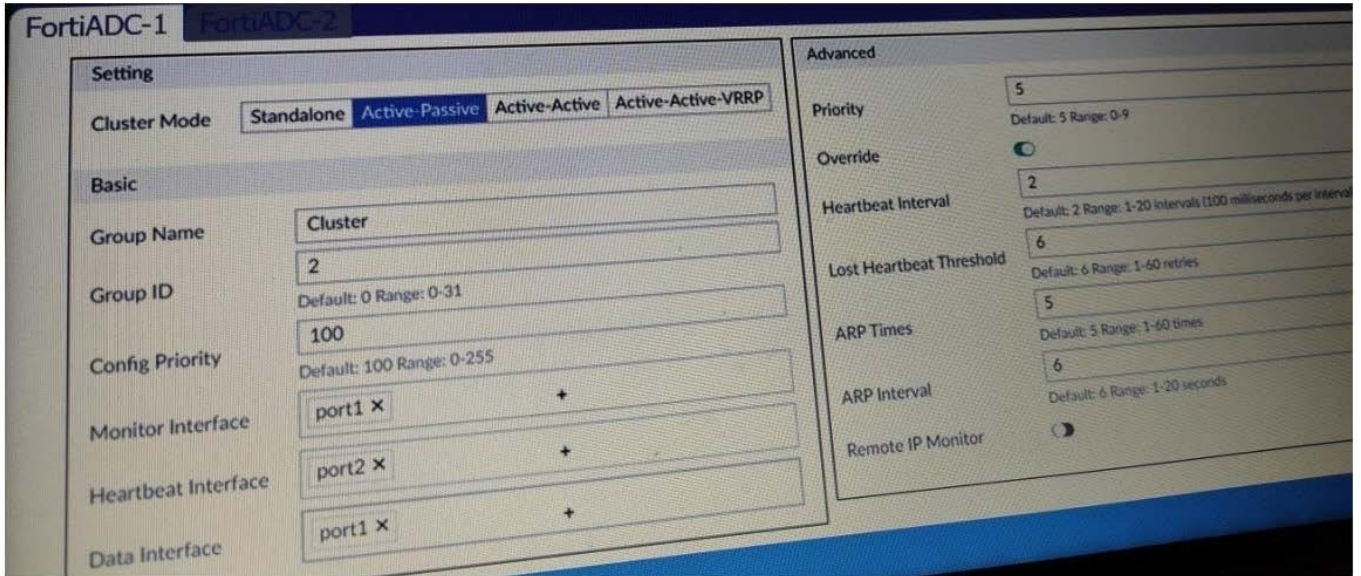 FortiADC-1 FortiADC-2
Setting
Cluster Mode Standalone Active-Passive Active-Active Active-Active-VRRP
Basic
Group Name Cluster
Group ID 2
Default: 0 Range: 0-31
Config Priority 100
Default: 100 Range: 0-255
Monitor Interface port1 ✕ +
Heartbeat Interface port2 ✕ +
Data Interface port1 ✕ +
Advanced
Priority 5
Default: 5 Range: 0-9
Override
Heartbeat Interval 2
Default: 2 Range: 1-20 intervals (100 milliseconds per interval
Lost Heartbeat Threshold 6
Default: 6 Range: 1-60 retries
ARP Times 5
Default: 5 Range: 1-60 times
ARP Interval 6
Default: 6 Range: 1-20 seconds
Remote IP Monitor